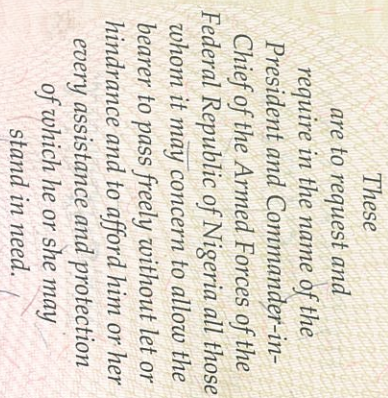 These
are to request and
require in the name of the
President and Commander-in-
Chief of the Armed Forces of the
Federal Republic of Nigeria all those
whom it may concern to allow the
bearer to pass freely without let or
hindrance and to afford him or her
every assistance and protection
of which he or she may
stand in need.